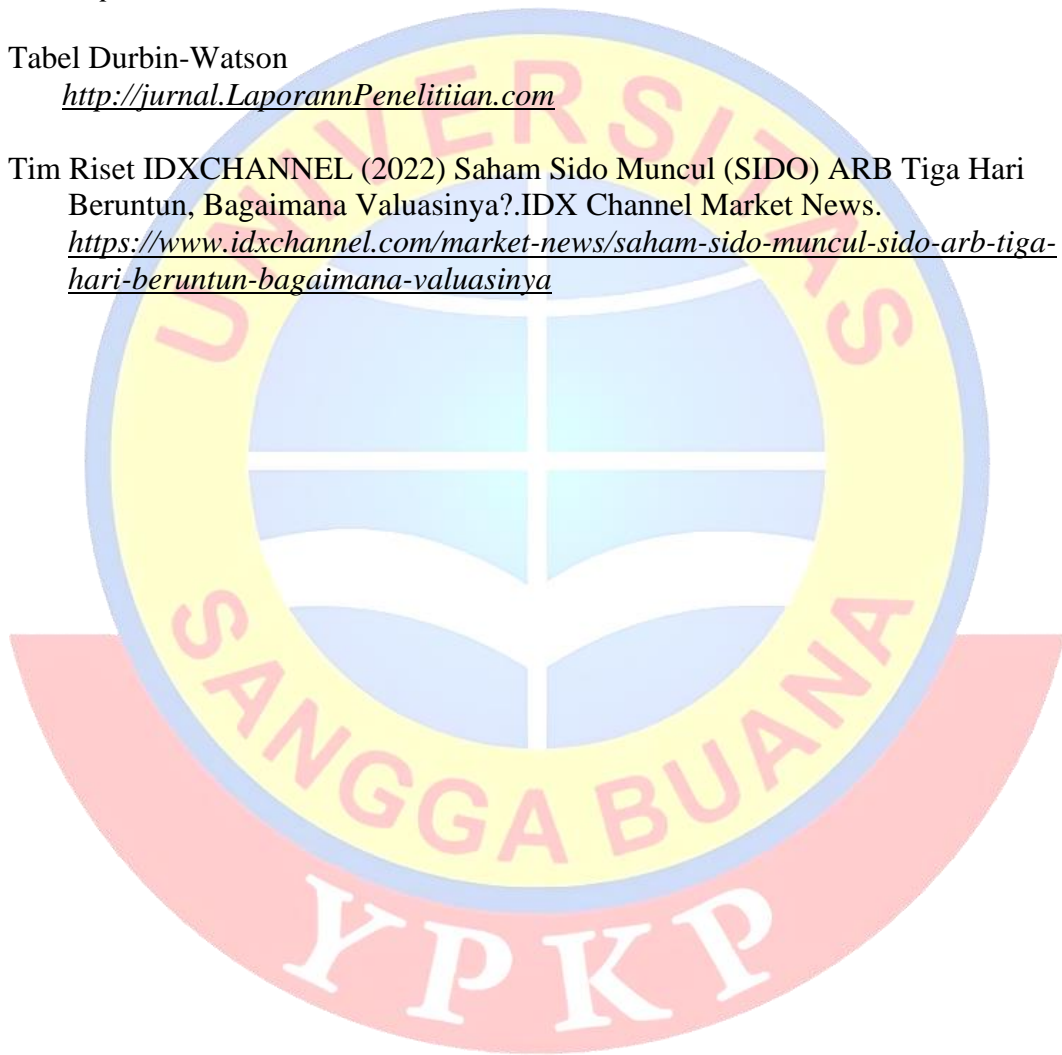 Tabel Durbin-Watson
http://jurnal.LaporannPenelitiian.com
Tim Riset IDXCHANNEL (2022) Saham Sido Muncul (SIDO) ARB Tiga Hari
Beruntun, Bagaimana Valuasinya?.IDX Channel Market News.
https://www.idxchannel.com/market-news/saham-sido-muncul-sido-arb-tiga-
hari-beruntun-bagaimana-valuasinya
UNIVERSITAS
SANGGA BUANA
YPKP